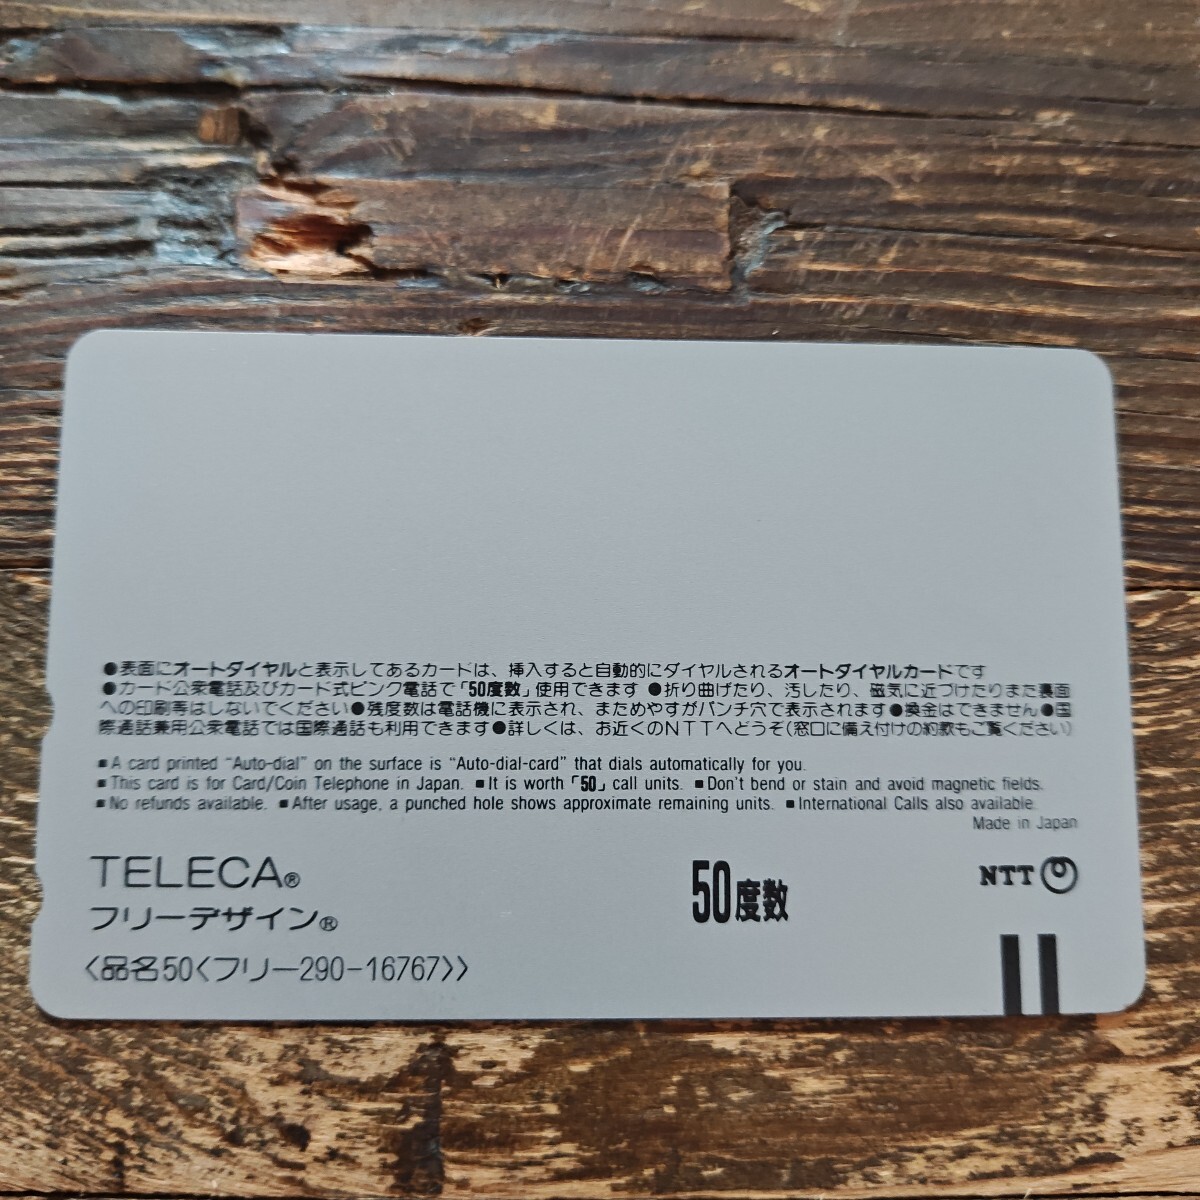 ●表面にオートダイヤルと表示してあるカードは、挿入すると自動的にダイヤルされるオートダイヤルカードです
●カード公衆電話及びカード式ピンク電話で「50度数」使用できます ●折り曲げたり、汚したり、磁気に近づけたりまた裏面
への印刷等はしないでください●残度数は電話機に表示され、まためやすがパンチ穴で表示されます●換金はできません●国
際通話兼用公衆電話では国際通話も利用できます●詳しくは、お近くのNTTへどうぞ(窓口に備え付けの約款もご覧ください)
■A card printed "Auto-dial" on the surface is "Auto-dial-card" that dials automatically for you.
■This card is for Card/Coin Telephone in Japan. ■It is worth「50」call units. ■Don't bend or stain and avoid magnetic fields.
■No refunds available. ■After usage, a punched hole shows approximate remaining units. ■International Calls also available.
Made in Japan
TELECA®
フリーデザイン®
50度数
NTT
〈品名50〈フリー290-16767〉〉